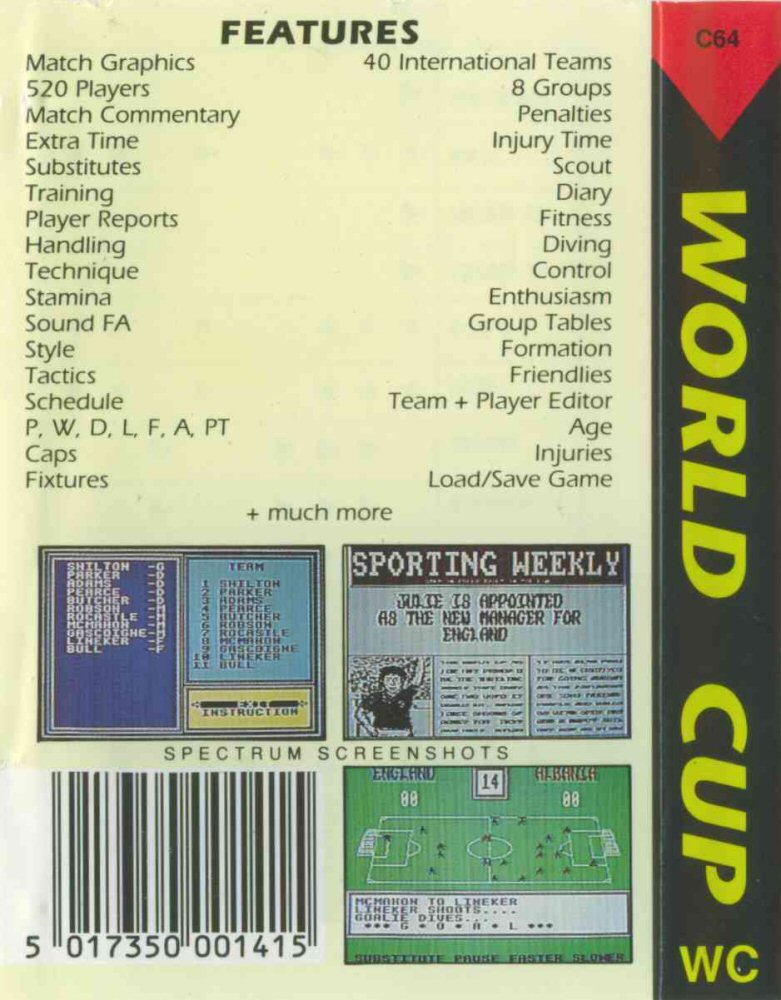 FEATURES
Match Graphics
520 Players
Match Commentary
Extra Time
Substitutes
Training
Player Reports
Handling
Technique
Stamina
Sound FA
Style
Tactics
Schedule
P, W, D, L, F, A, PT
Caps
Fixtures
40 International Teams
8 Groups
Penalties
Injury Time
Scout
Diary
Fitness
Diving
Control
Enthusiasm
Group Tables
Formation
Friendlies
Team + Player Editor
Age
Injuries
Load/Save Game
+ much more
SHILTON -G
PARKER -D
ADAMS -D
PEARCE -D
BUTCHER -D
ROBSON -M
ROCASTLE -M
MCMAHON -M
GASCOIGHE-M
LINEKER -F
BULL -F
TEAM
1 SHILTON
2 PARKER
3 ADAMS
4 PEARCE
5 BUTCHER
6 ROBSON
7 ROCASTLE
8 MCMAHON
9 GASCOIGHE
10 LINEKER
11 BULL
EXIT
INSTRUCTION
SPORTING WEEKLY
JULIE IS APPOINTED
AS THE NEW MANAGER FOR
ENGLAND
SPECTRUM SCREENSHOTS
ENGLAND 14 ALBANIA
00 00
MCMAHON TO LINEKER
LINEKER SHOOTS....
GOALIE DIVES...
*** G * O * A * L ***
SUBSTITUTE PAUSE FASTER SLOWER
5 017350 001415
C64
WORLD CUP
WC